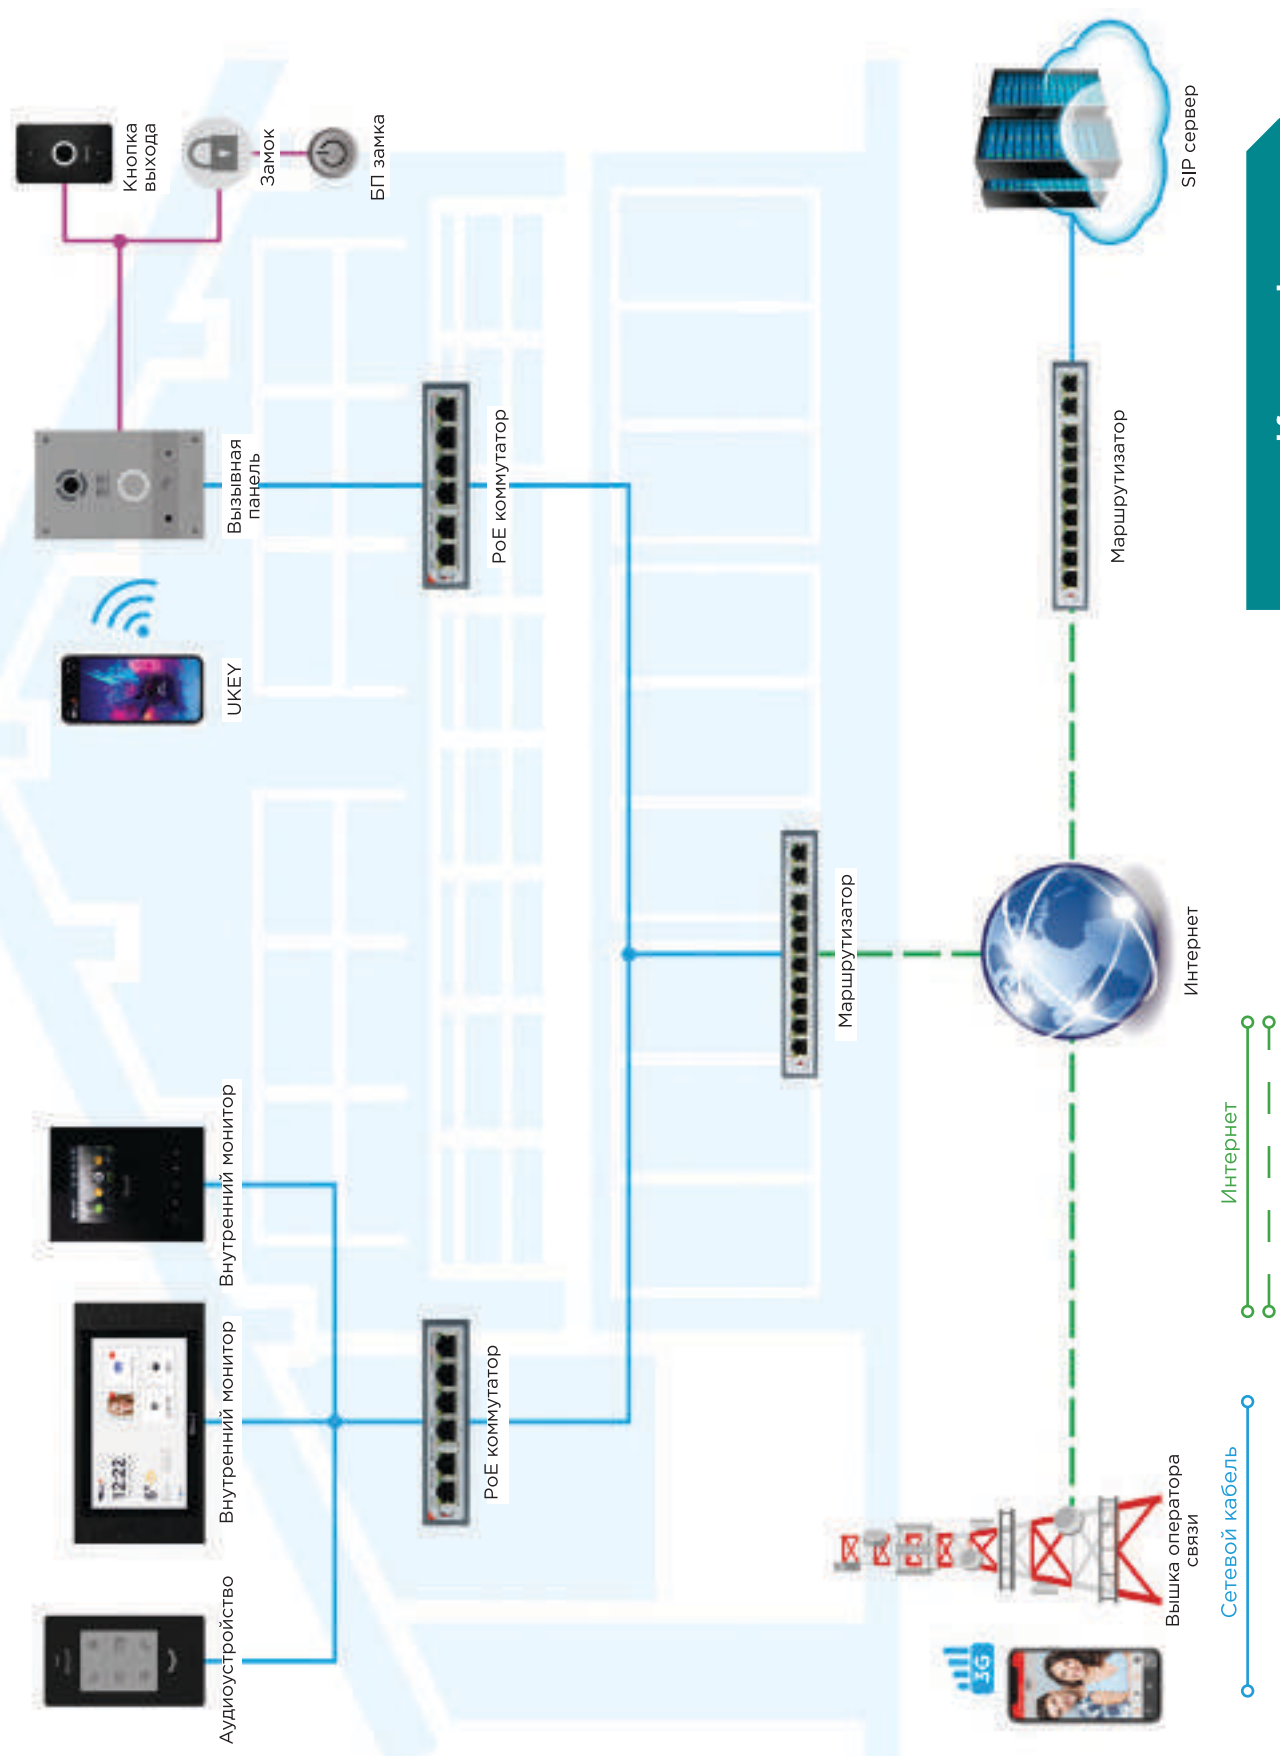 Аудиоустройство
Внутренний монитор
12:22
Внутренний монитор
UKEY
Вызывная
панель
Кнопка
выхода
Замок
БП замка
PoE коммутатор
PoE коммутатор
Маршрутизатор
3G
Вышка оператора
связи
Интернет
Маршрутизатор
SIP сервер
Сетевой кабель
Интернет